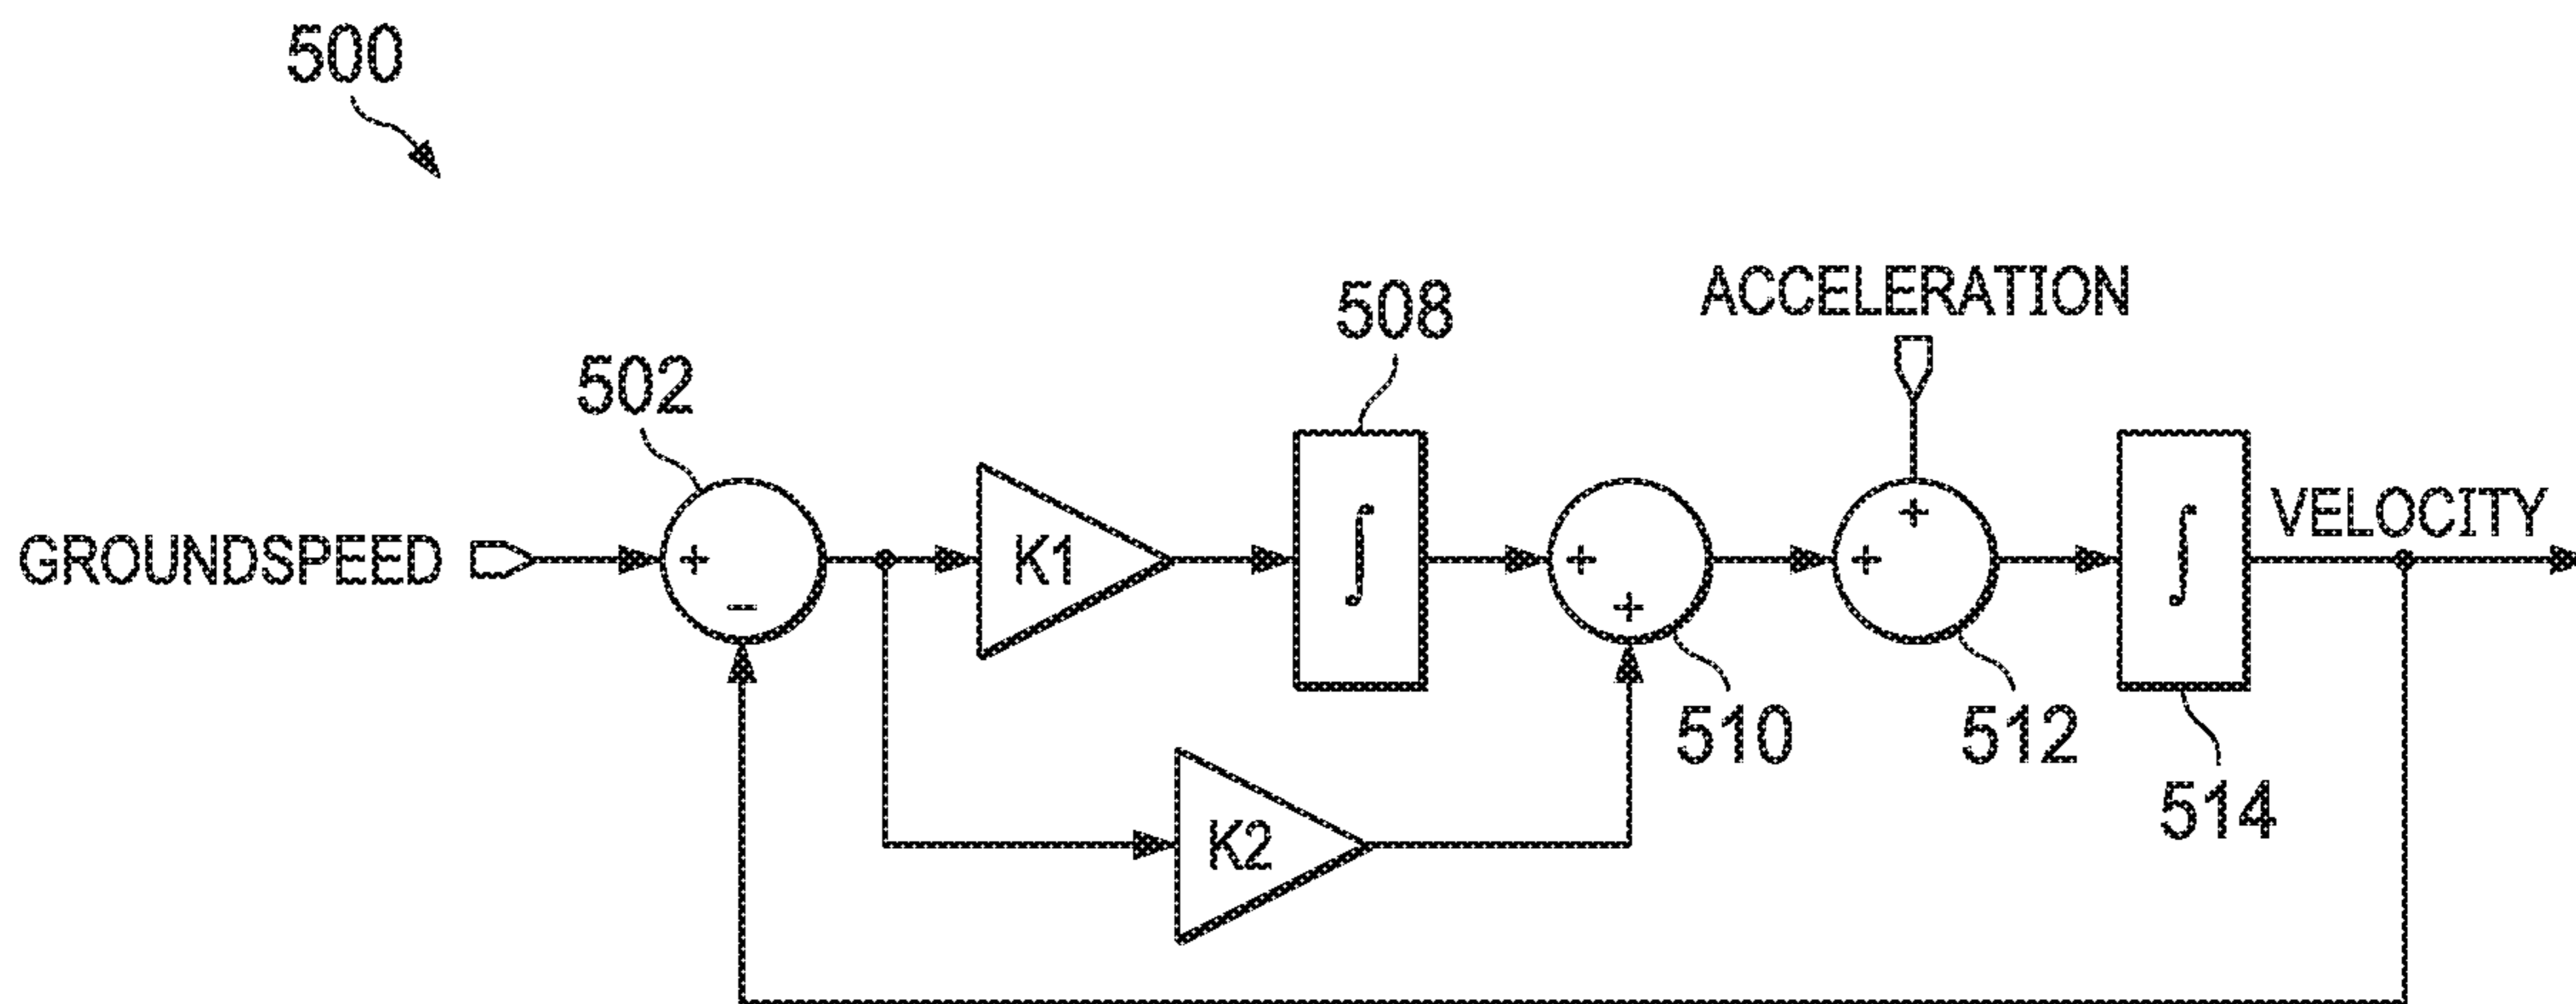 500
ACCELERATION
508
502
VELOCITY
GROUNDSPEED
+
−
K1
∫
+
+
+
+
∫
510
512
514
K2